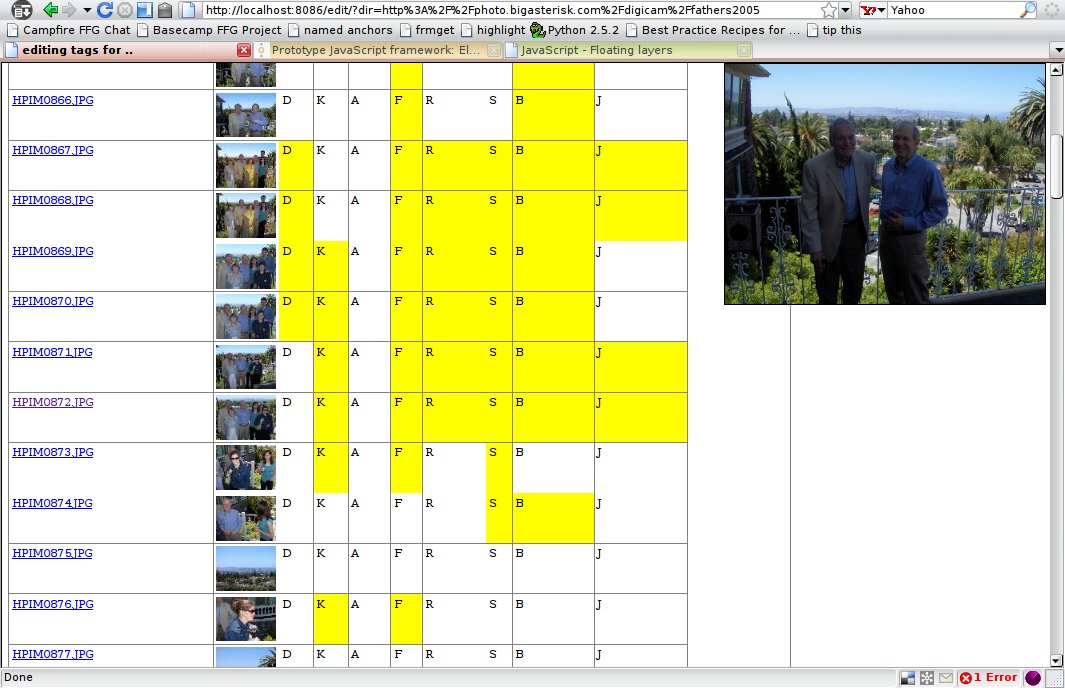 http://localhost:8086/edit/?dir=http%3A%2F%2Fphoto.bigasterisk.com%2Fdigicam%2Ffathers2005 Yahoo
Campfire FFG Chat Basecamp FFG Project named anchors frmget highlight Python 2.5.2 Best Practice Recipes for ... tip this
editing tags for .. Prototype JavaScript framework: El... JavaScript - Floating layers
HPIM0866.JPG D K A F R S B J
HPIM0867.JPG D K A F R S B J
HPIM0868.JPG D K A F R S B J
HPIM0869.JPG D K A F R S B J
HPIM0870.JPG D K A F R S B J
HPIM0871.JPG D K A F R S B J
HPIM0872.JPG D K A F R S B J
HPIM0873.JPG D K A F R S B J
HPIM0874.JPG D K A F R S B J
HPIM0875.JPG D K A F R S B J
HPIM0876.JPG D K A F R S B J
HPIM0877.JPG D K A F R S B J
Done 1 Error